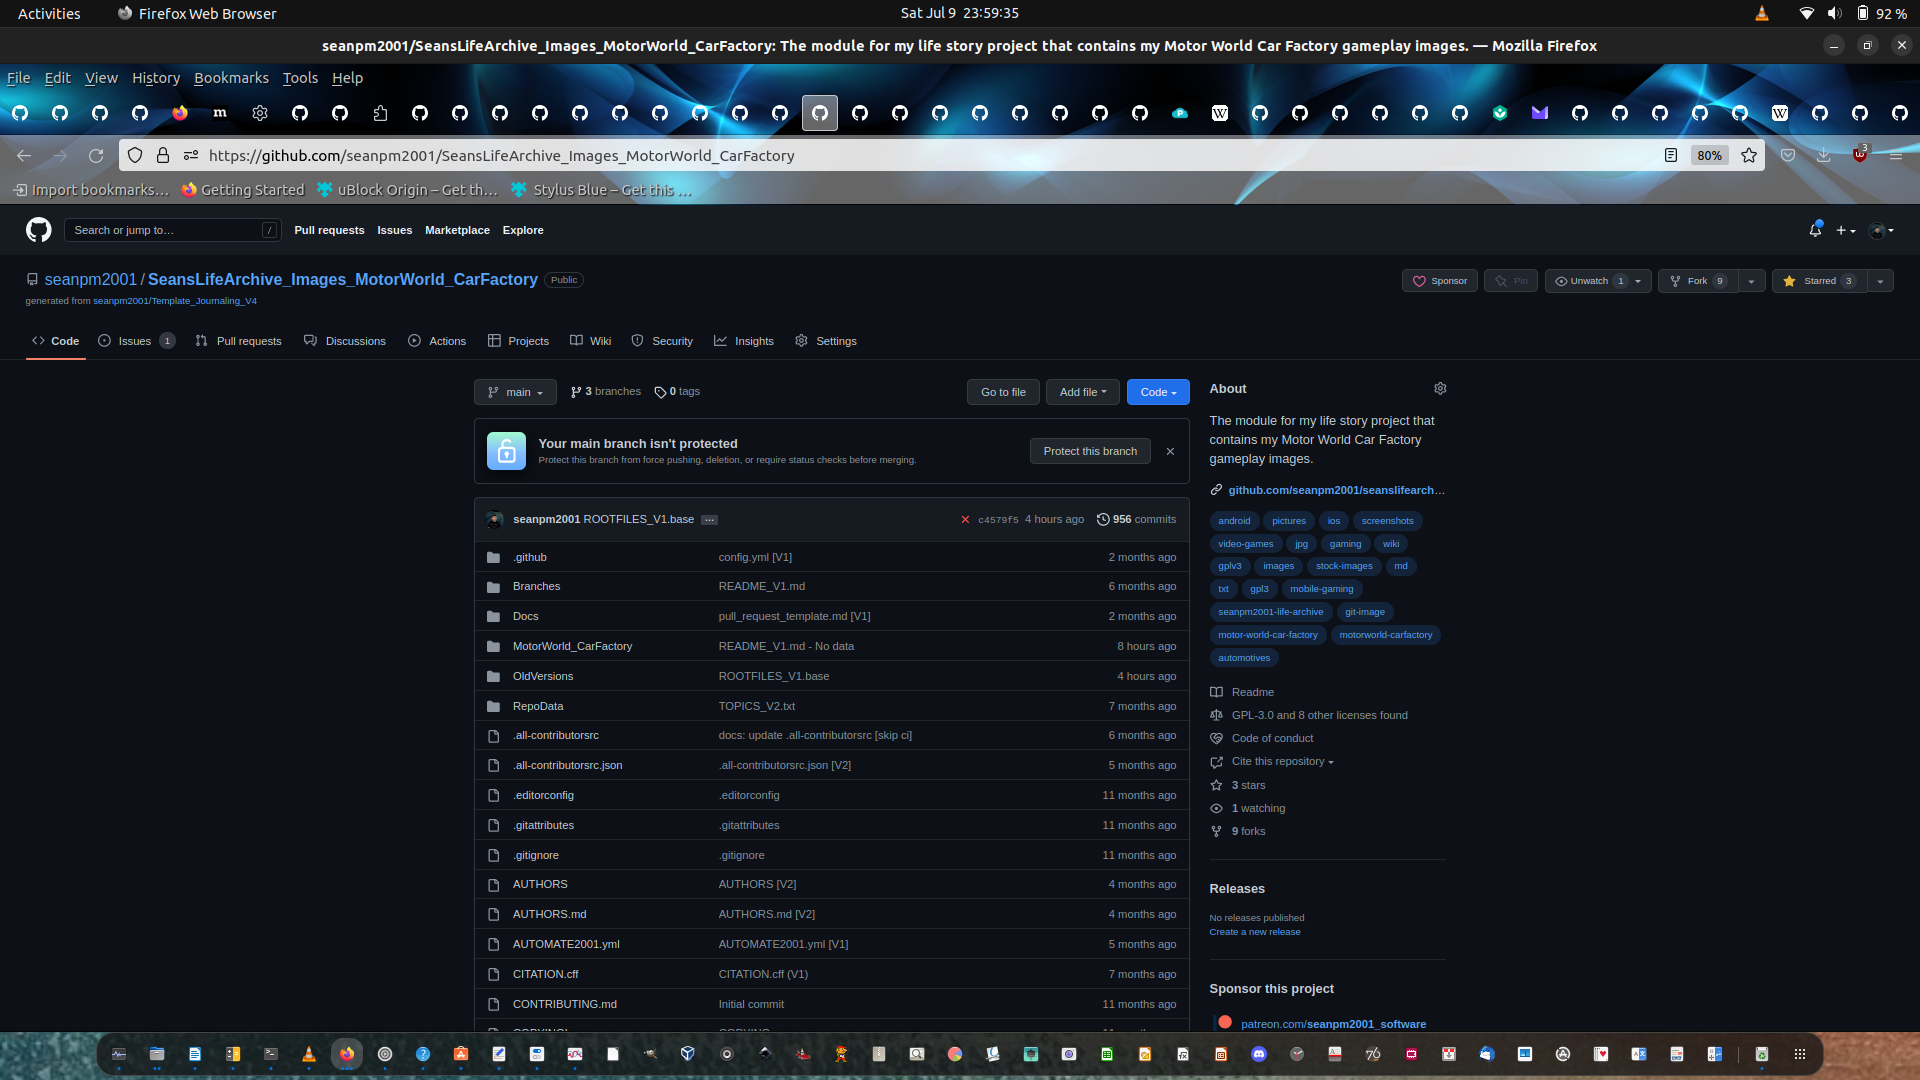 Activities Firefox Web Browser Sat Jul 9 23:59:35 92 %
seanpm2001/SeansLifeArchive_Images_MotorWorld_CarFactory: The module for my life story project that contains my Motor World Car Factory gameplay images. — Mozilla Firefox
File Edit View History Bookmarks Tools Help
https://github.com/seanpm2001/SeansLifeArchive_Images_MotorWorld_CarFactory 80% 3
Import bookmarks… Getting Started uBlock Origin – Get th… Stylus Blue – Get this …
Search or jump to… / Pull requests Issues Marketplace Explore
seanpm2001 / SeansLifeArchive_Images_MotorWorld_CarFactory Public Sponsor Pin Unwatch 1 Fork 9 Starred 3
generated from seanpm2001/Template_Journaling_V4
Code Issues 1 Pull requests Discussions Actions Projects Wiki Security Insights Settings
main 3 branches 0 tags Go to file Add file Code
Your main branch isn't protected
Protect this branch from force pushing, deletion, or require status checks before merging.
Protect this branch
seanpm2001 ROOTFILES_V1.base … c4579f5 4 hours ago 956 commits
.github config.yml [V1] 2 months ago
Branches README_V1.md 6 months ago
Docs pull_request_template.md [V1] 2 months ago
MotorWorld_CarFactory README_V1.md - No data 8 hours ago
OldVersions ROOTFILES_V1.base 4 hours ago
RepoData TOPICS_V2.txt 7 months ago
.all-contributorsrc docs: update .all-contributorsrc [skip ci] 6 months ago
.all-contributorsrc.json .all-contributorsrc.json [V2] 5 months ago
.editorconfig .editorconfig 11 months ago
.gitattributes .gitattributes 11 months ago
.gitignore .gitignore 11 months ago
AUTHORS AUTHORS [V2] 4 months ago
AUTHORS.md AUTHORS.md [V2] 4 months ago
AUTOMATE2001.yml AUTOMATE2001.yml [V1] 5 months ago
CITATION.cff CITATION.cff (V1) 7 months ago
CONTRIBUTING.md Initial commit 11 months ago
About
The module for my life story project that
contains my Motor World Car Factory
gameplay images.
github.com/seanpm2001/seanslifearch…
android pictures ios screenshots
video-games jpg gaming wiki
gplv3 images stock-images md
txt gpl3 mobile-gaming
seanpm2001-life-archive git-image
motor-world-car-factory motorworld-carfactory
automotives
Readme
GPL-3.0 and 8 other licenses found
Code of conduct
Cite this repository
3 stars
1 watching
9 forks
Releases
No releases published
Create a new release
Sponsor this project
patreon.com/seanpm2001_software